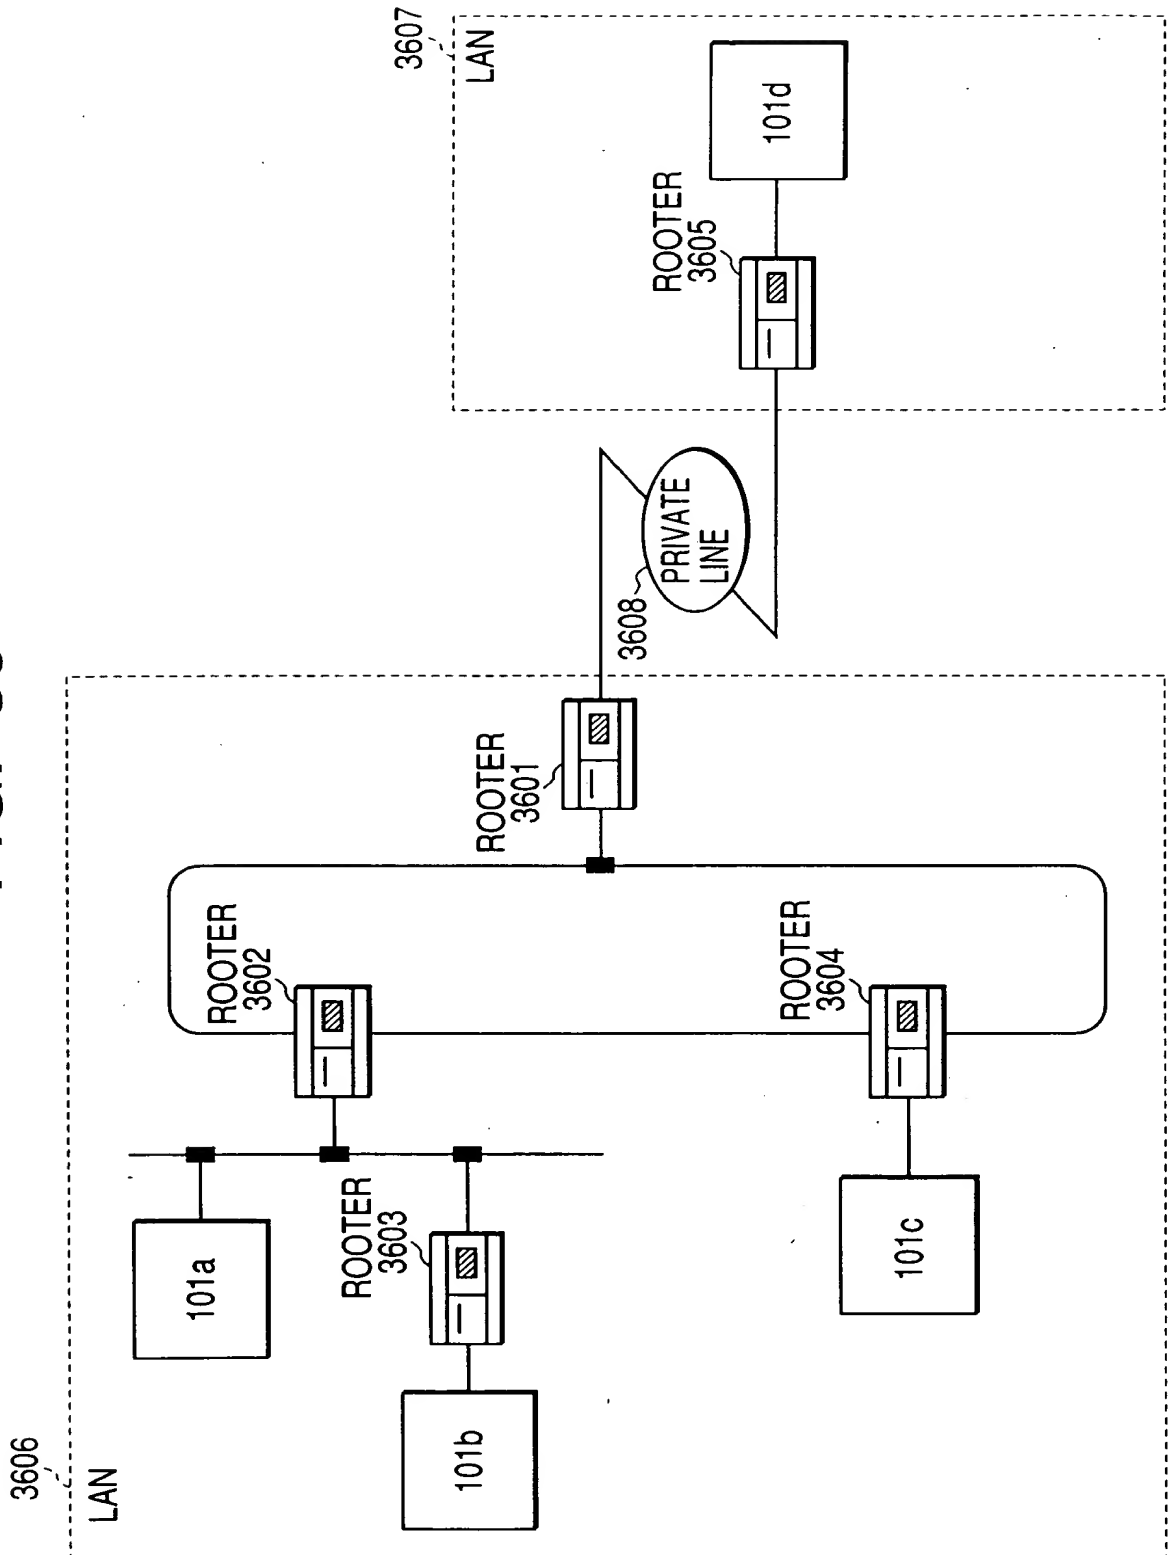 3606
LAN
101a
101b
ROOTER
3603
ROOTER
3602
101c
ROOTER
3604
ROOTER
3601
3608
PRIVATE
LINE
3607
LAN
ROOTER
3605
101d